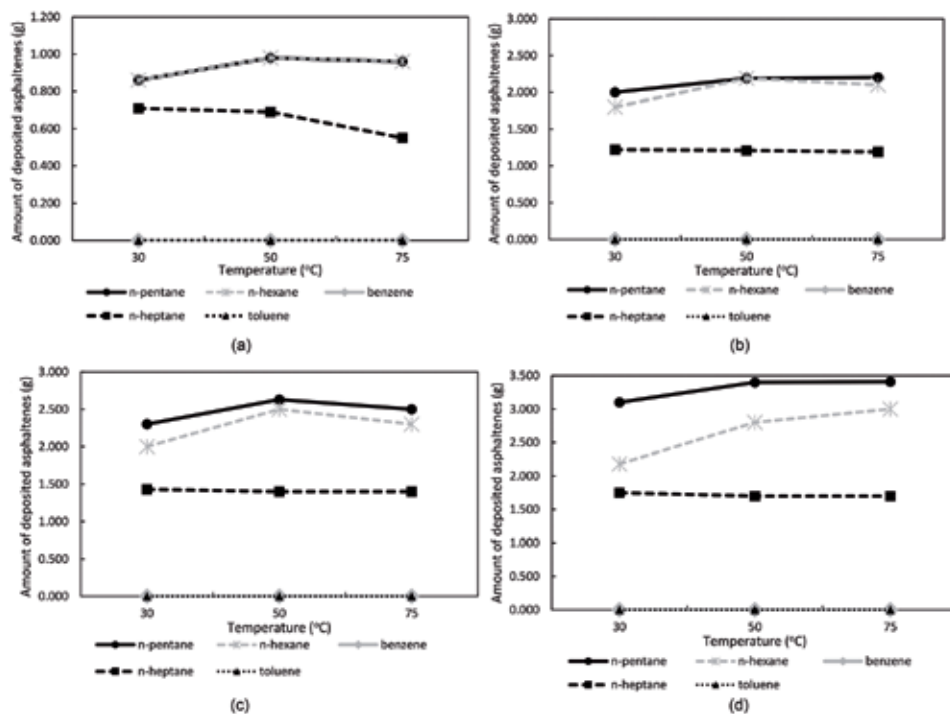 Amount of deposited asphaltenes (g)
1.200
1.000
0.800
0.600
0.400
0.200
0.000
30 50 75
Temperature (°C)
n-pentane n-hexane benzene
n-heptane toluene
(a)
Amount of deposited asphaltenes (g)
3.000
2.500
2.000
1.500
1.000
0.500
0.000
30 50 75
Temperature (°C)
n-pentane n-hexane benzene
n-heptane toluene
(b)
Amount of deposited asphaltenes (g)
3.000
2.500
2.000
1.500
1.000
0.500
0.000
30 50 75
Temperature (°C)
n-pentane n-hexane benzene
n-heptane toluene
(c)
Amount of deposited asphaltenes (g)
3.500
3.000
2.500
2.000
1.500
1.000
0.500
0.000
30 50 75
Temperature (°C)
n-pentane n-hexane benzene
n-heptane toluene
(d)